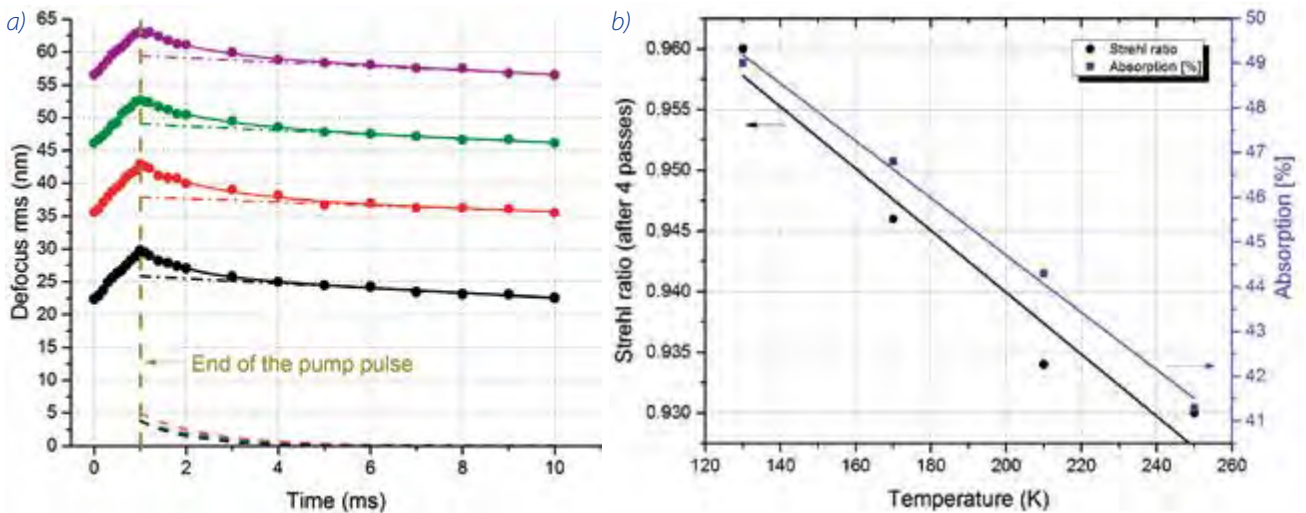 a)
65
60
55
50
45
40
35
30
25
20
15
10
5
0
Defocus rms (nm)
End of the pump pulse
0 2 4 6 8 10
Time (ms)
b)
0.960
0.955
0.950
0.945
0.940
0.935
0.930
Strehl ratio (after 4 passes)
Strehl ratio
Absorption [%]
50
49
48
47
46
45
44
43
42
41
Absorption [%]
120 140 160 180 200 220 240 260
Temperature (K)